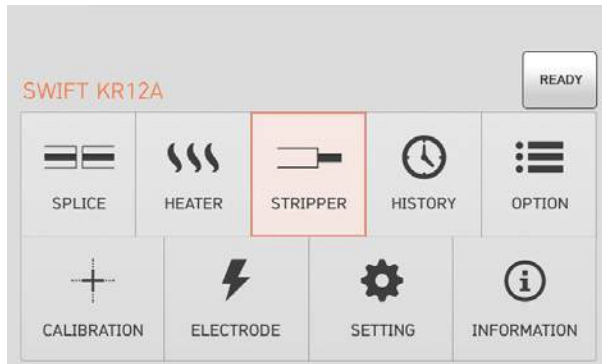 READY
SWIFT KR12A
SPLICE HEATER STRIPPER HISTORY OPTION
CALIBRATION ELECTRODE SETTING INFORMATION